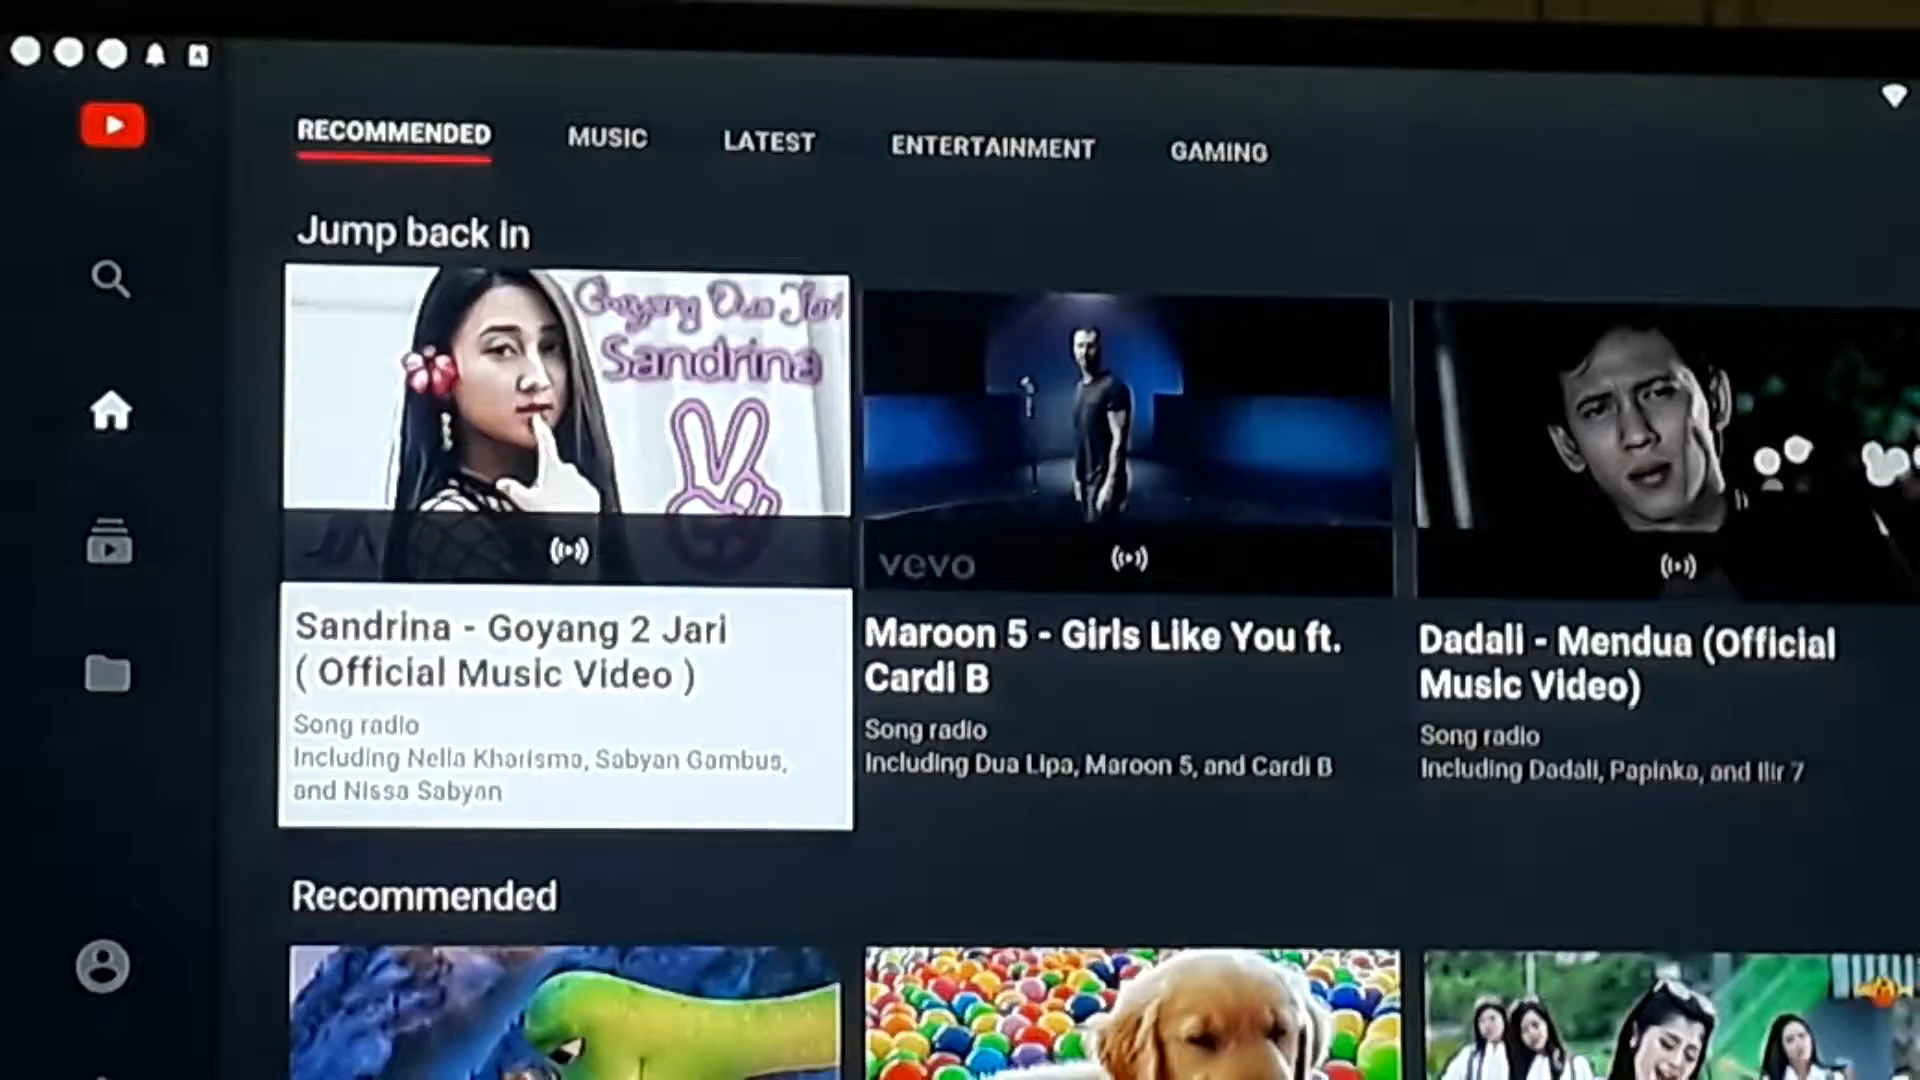 RECOMMENDED MUSIC LATEST ENTERTAINMENT GAMING
Jump back in
Goyang Dua Jari
Sandrina
vevo
Sandrina - Goyang 2 Jari
( Official Music Video )
Song radio
Including Nella Kharisma, Sabyan Gambus,
and Nissa Sabyan
Maroon 5 - Girls Like You ft.
Cardi B
Song radio
Including Dua Lipa, Maroon 5, and Cardi B
Dadali - Mendua (Official
Music Video)
Song radio
Including Dadali, Papinka, and Ilir 7
Recommended